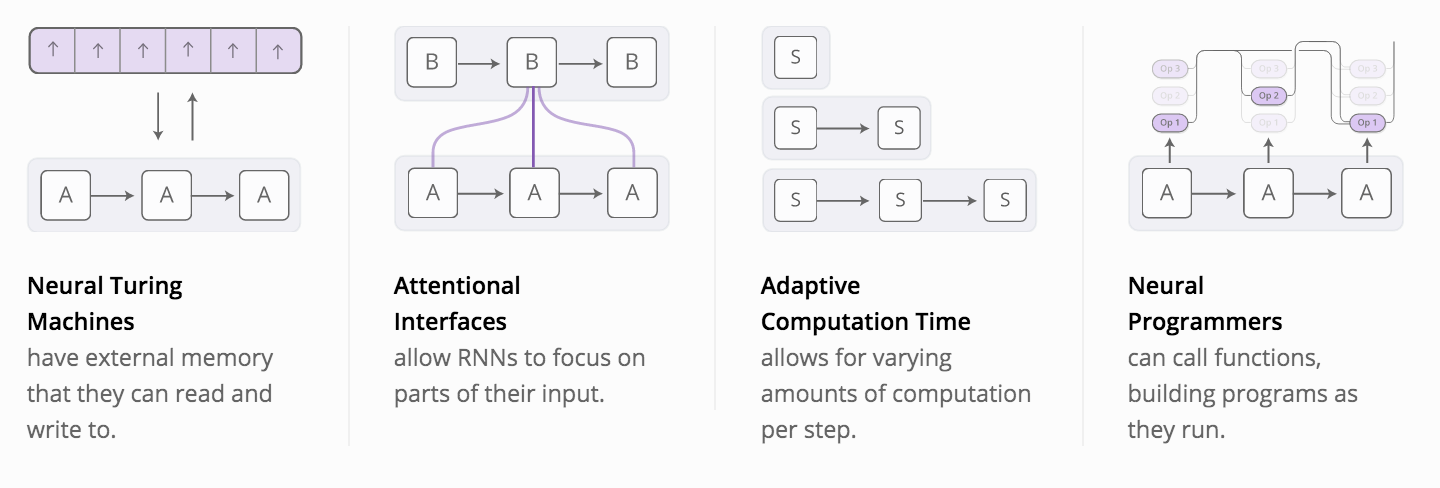 B B B
S
Op 3 Op 3 Op 3
S S
Op 2 Op 2 Op 2
Op 1 Op 1 Op 1
A A A
A A A
S S S
A A A
Neural Turing
Machines
have external memory
that they can read and
write to.
Attentional
Interfaces
allow RNNs to focus on
parts of their input.
Adaptive
Computation Time
allows for varying
amounts of computation
per step.
Neural
Programmers
can call functions,
building programs as
they run.